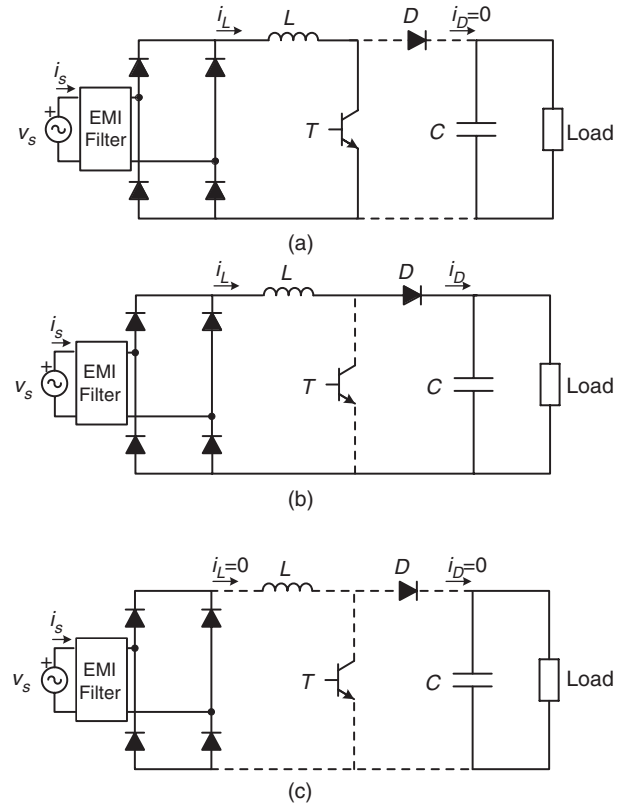 i_L L D i_D=0
i_s
+
v_s
EMI
Filter
T C Load
(a)
i_L L D i_D
i_s
+
v_s
EMI
Filter
T C Load
(b)
i_L=0 L D i_D=0
i_s
+
v_s
EMI
Filter
T C Load
(c)